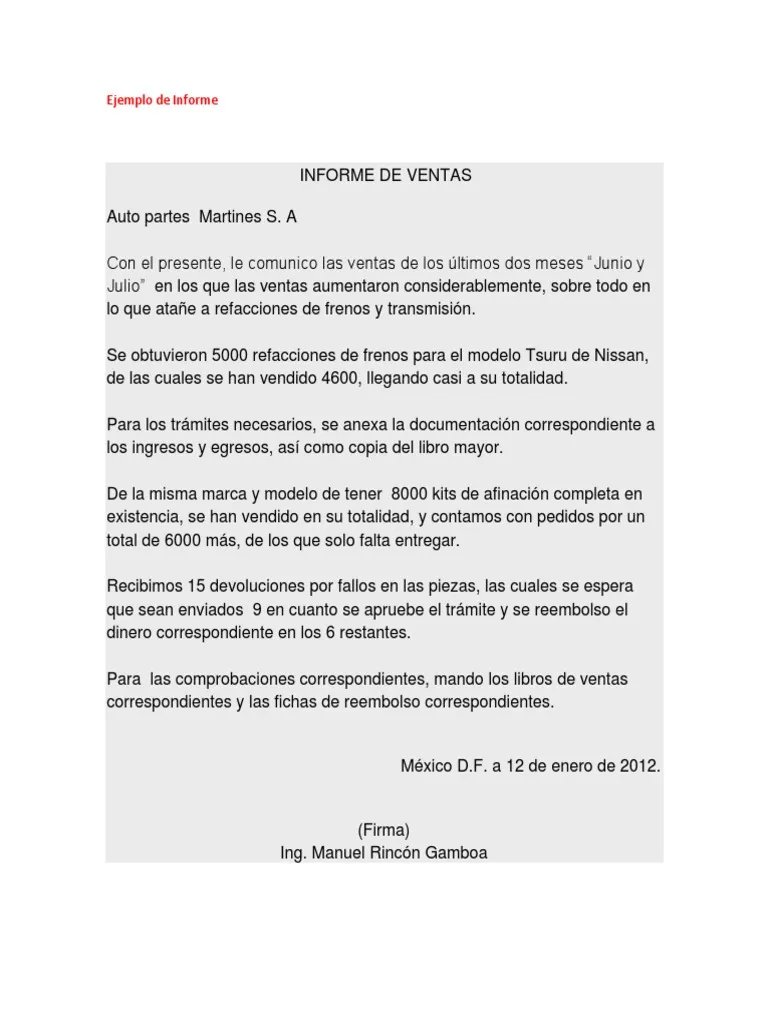 Ejemplo de Informe
INFORME DE VENTAS
Auto partes  Martines S. A
Con el presente, le comunico las ventas de los últimos dos meses “Junio y
Julio”  en los que las ventas aumentaron considerablemente, sobre todo en
lo que atañe a refacciones de frenos y transmisión.
Se obtuvieron 5000 refacciones de frenos para el modelo Tsuru de Nissan,
de las cuales se han vendido 4600, llegando casi a su totalidad.
Para los trámites necesarios, se anexa la documentación correspondiente a
los ingresos y egresos, así como copia del libro mayor.
De la misma marca y modelo de tener  8000 kits de afinación completa en
existencia, se han vendido en su totalidad, y contamos con pedidos por un
total de 6000 más, de los que solo falta entregar.
Recibimos 15 devoluciones por fallos en las piezas, las cuales se espera
que sean enviados  9 en cuanto se apruebe el trámite y se reembolso el
dinero correspondiente en los 6 restantes.
Para  las comprobaciones correspondientes, mando los libros de ventas
correspondientes y las fichas de reembolso correspondientes.
México D.F. a 12 de enero de 2012.
(Firma)
Ing. Manuel Rincón Gamboa